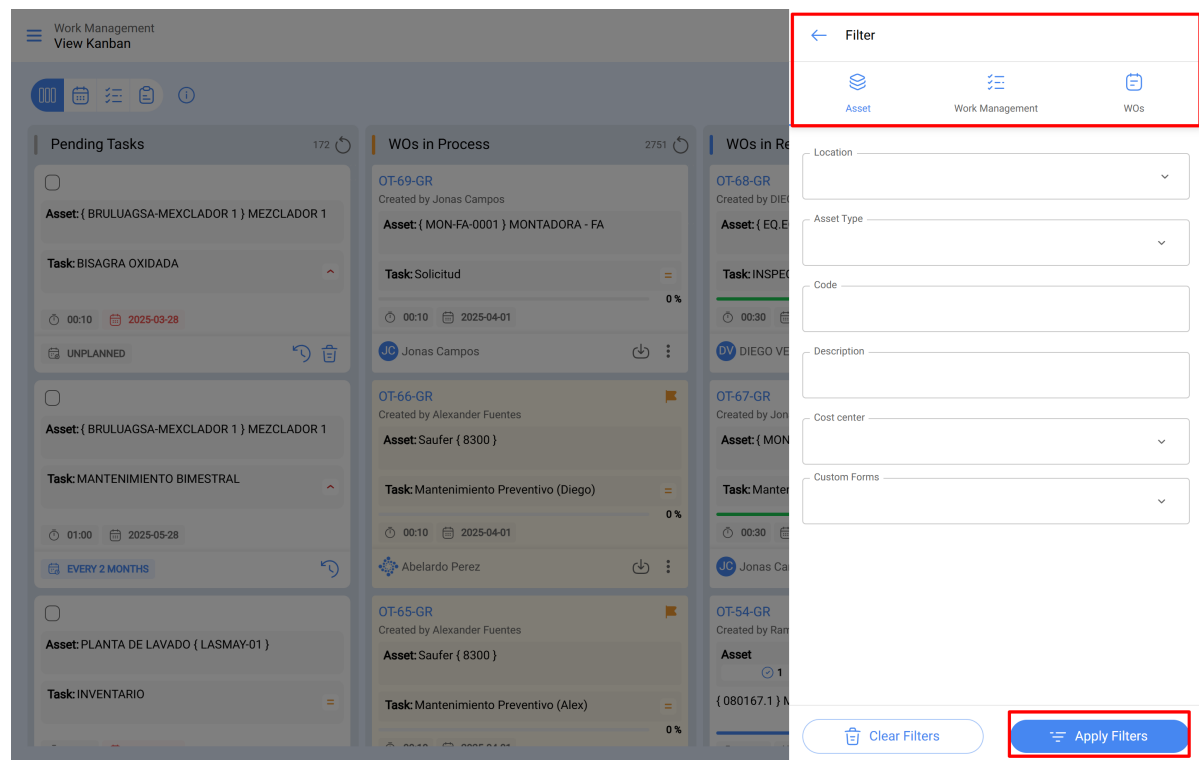 Work Management
View Kanban
Pending Tasks 172
Asset: { BRULUAGSA-MEXCLADOR 1 } MEZCLADOR 1
Task: BISAGRA OXIDADA
00:10 2025-03-28
UNPLANNED
Asset: { BRULUAGSA-MEXCLADOR 1 } MEZCLADOR 1
Task: MANTENIMIENTO BIMESTRAL
01:00 2025-05-28
EVERY 2 MONTHS
Asset: PLANTA DE LAVADO { LASMAY-01 }
Task: INVENTARIO
WOs in Process 2751
OT-69-GR
Created by Jonas Campos
Asset: { MON-FA-0001 } MONTADORA - FA
Task: Solicitud
0 %
00:10 2025-04-01
JC Jonas Campos
OT-66-GR
Created by Alexander Fuentes
Asset: Saufer { 8300 }
Task: Mantenimiento Preventivo (Diego)
0 %
00:10 2025-04-01
Abelardo Perez
OT-65-GR
Created by Alexander Fuentes
Asset: Saufer { 8300 }
Task: Mantenimiento Preventivo (Alex)
0 %
WOs in Re
OT-68-GR
Created by DIE
Asset: { EQ.E
Task: INSPE
00:30
DV DIEGO VE
OT-67-GR
Created by Jon
Asset: { MON
Task: Mante
00:30
JC Jonas Ca
OT-54-GR
Created by Ram
Asset
1
{ 080167.1 } M
Filter
Asset Work Management WOs
Location
Asset Type
Code
Description
Cost center
Custom Forms
Clear Filters Apply Filters